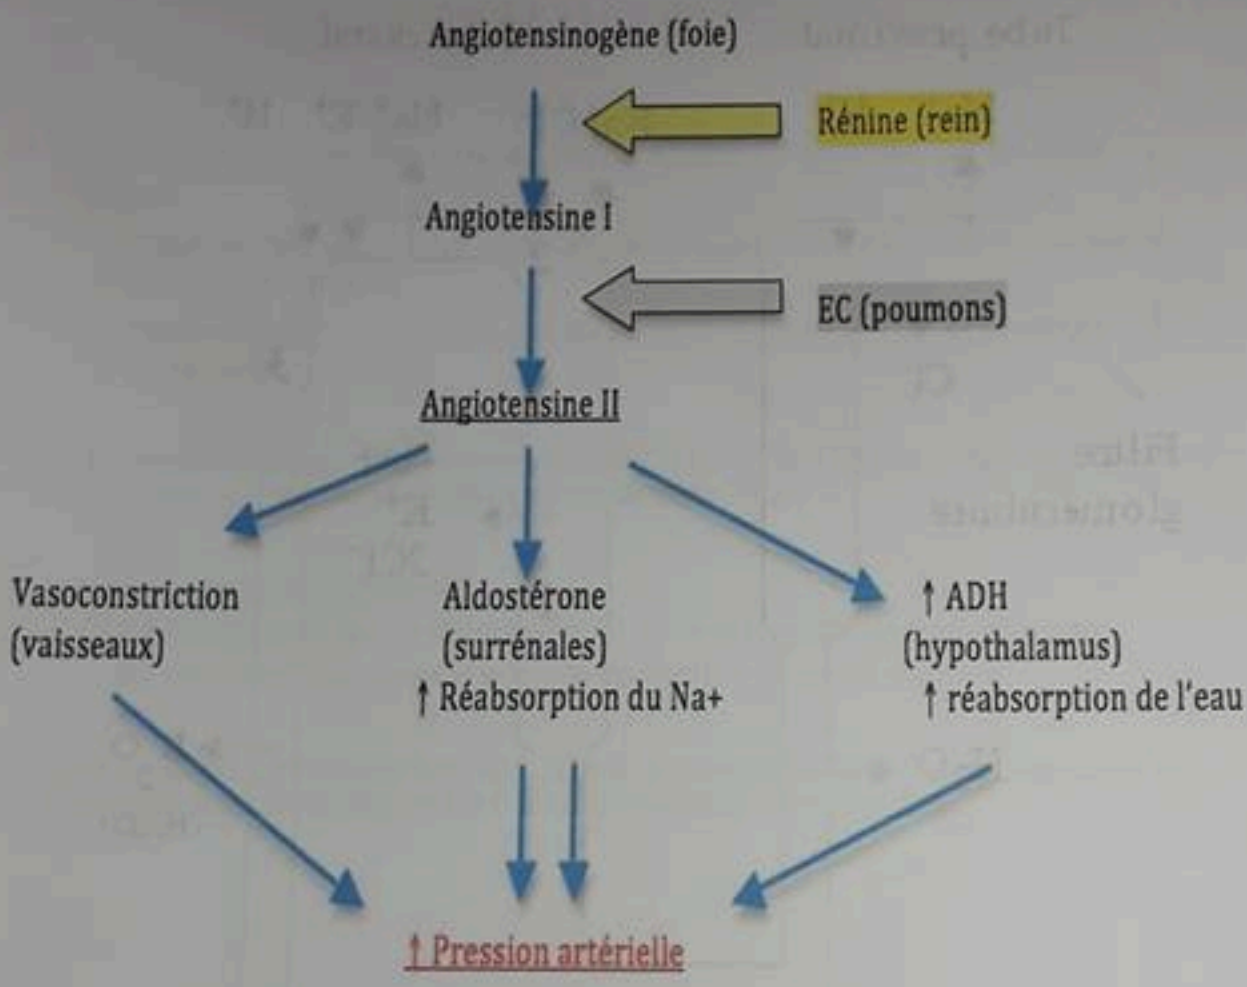 Angiotensinogène (foie)
Rénine (rein)
Angiotensine I
EC (poumons)
Angiotensine II
Vasoconstriction
(vaisseaux)
Aldostérone
(surrénales)
↑ Réabsorption du Na+
↑ ADH
(hypothalamus)
↑ réabsorption de l'eau
↑ Pression artérielle